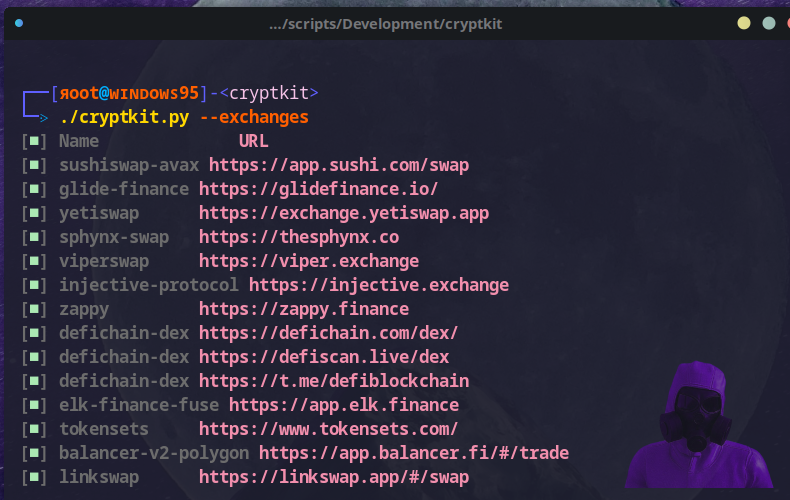 .../scripts/Development/cryptkit
┌──[яoot@ᴡɪɴᴅᴏᴡs95]-<cryptkit>
└─> ./cryptkit.py --exchanges
[■] Name              URL
[■] sushiswap-avax https://app.sushi.com/swap
[■] glide-finance https://glidefinance.io/
[■] yetiswap      https://exchange.yetiswap.app
[■] sphynx-swap   https://thesphynx.co
[■] viperswap     https://viper.exchange
[■] injective-protocol https://injective.exchange
[■] zappy         https://zappy.finance
[■] defichain-dex https://defichain.com/dex/
[■] defichain-dex https://defiscan.live/dex
[■] defichain-dex https://t.me/defiblockchain
[■] elk-finance-fuse https://app.elk.finance
[■] tokensets     https://www.tokensets.com/
[■] balancer-v2-polygon https://app.balancer.fi/#/trade
[■] linkswap      https://linkswap.app/#/swap